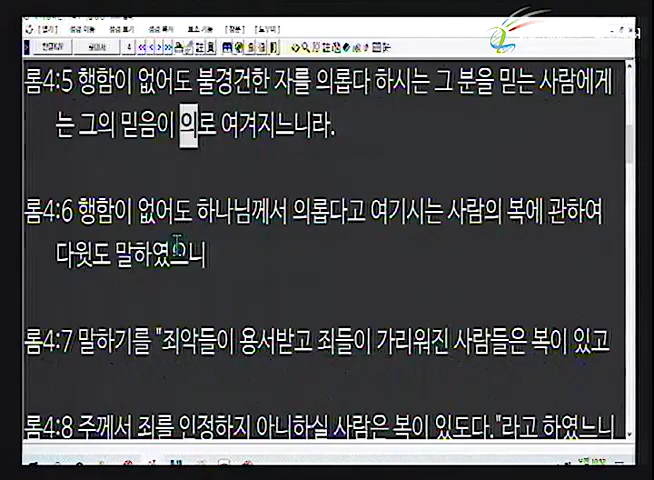 롬4:5 행함이 없어도 불경건한 자를 의롭다 하시는 그 분을 믿는 사람에게
는 그의 믿음이 의로 여겨지느니라.
롬4:6 행함이 없어도 하나님께서 의롭다고 여기시는 사람의 복에 관하여
다윗도 말하였으니
롬4:7 말하기를 "죄악들이 용서받고 죄들이 가리워진 사람들은 복이 있고
롬4:8 주께서 죄를 인정하지 아니하실 사람은 복이 있도다."라고 하였느니